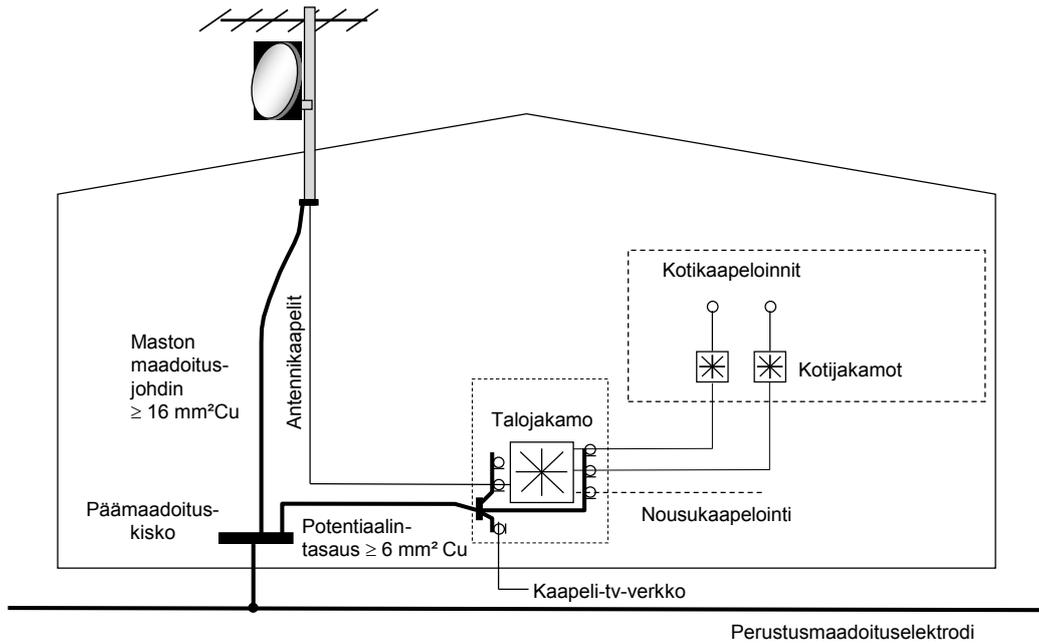 Kotikaapeloinnit
Antennikaapelit
Maston
maadoitus-
johdin
≥ 16 mm²Cu
Kotijakamot
Talojakamo
Päämaadoitus-
kisko
Potentiaalin-
tasaus ≥ 6 mm² Cu
Nousukaapelointi
Kaapeli-tv-verkko
Perustusmaadoituselektrodi